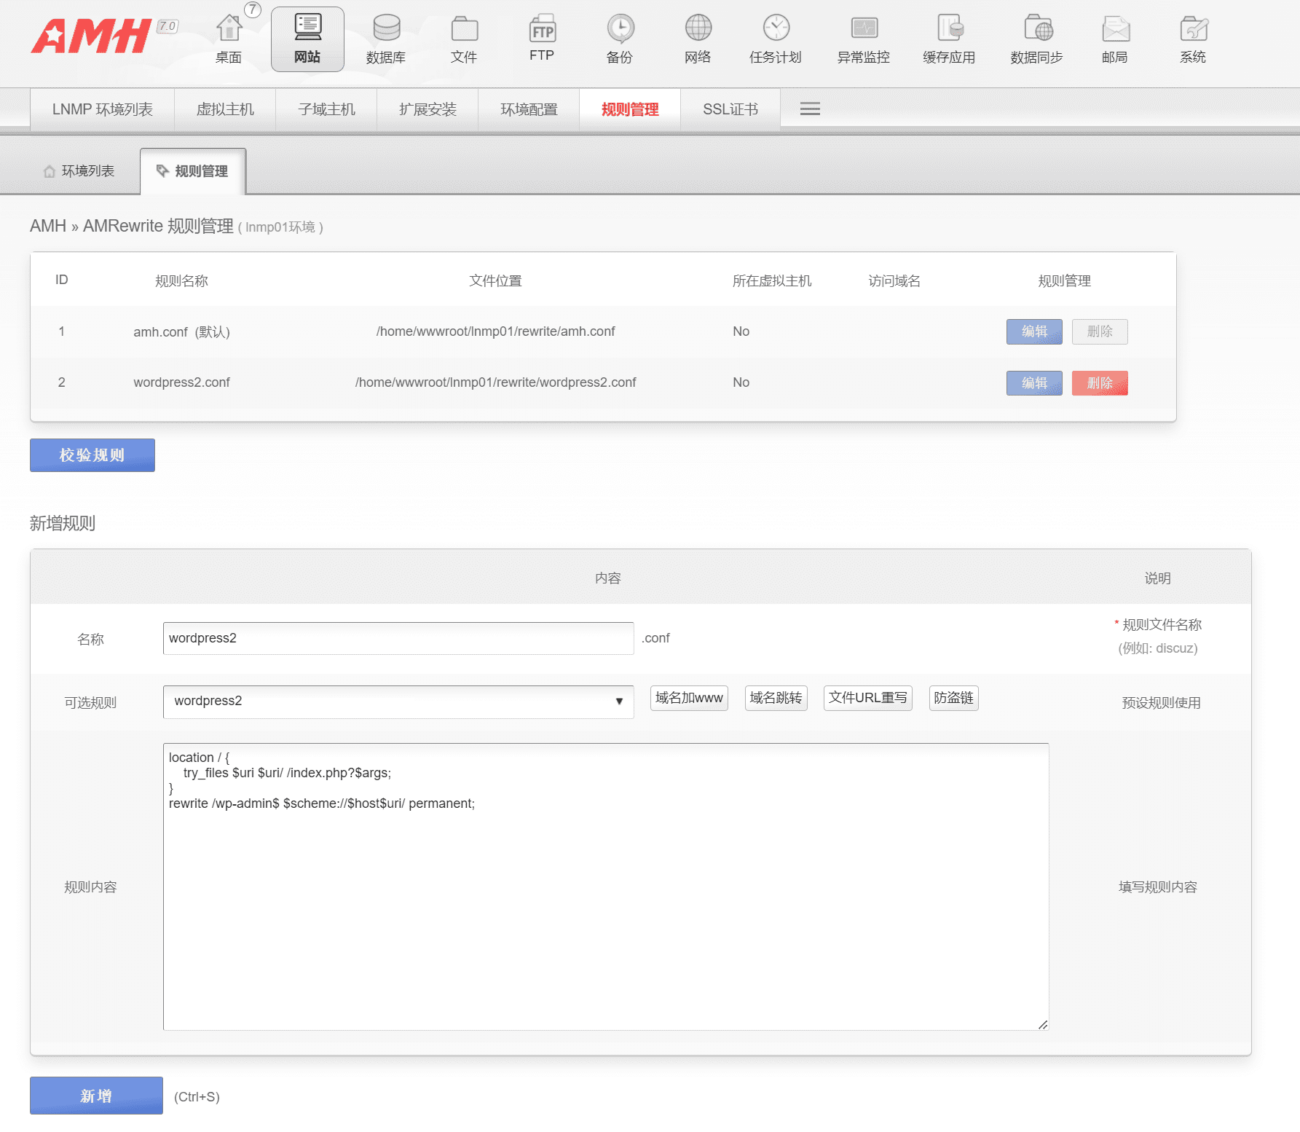 AMH 7.0
7
桌面
网站
数据库
文件
FTP
FTP
备份
网络
任务计划
异常监控
缓存应用
数据同步
邮局
系统
LNMP 环境列表
虚拟主机
子域主机
扩展安装
环境配置
规则管理
SSL证书
环境列表
规则管理
AMH » AMRewrite 规则管理 ( lnmp01环境 )
ID 规则名称 文件位置 所在虚拟主机 访问域名 规则管理
1 amh.conf (默认) /home/wwwroot/lnmp01/rewrite/amh.conf No 编辑 删除
2 wordpress2.conf /home/wwwroot/lnmp01/rewrite/wordpress2.conf No 编辑 删除
校验规则
新增规则
内容 说明
名称 wordpress2 .conf * 规则文件名称
(例如: discuz)
可选规则 wordpress2 ▼ 域名加www 域名跳转 文件URL重写 防盗链 预设规则使用
location / {
try_files $uri $uri/ /index.php?$args;
}
rewrite /wp-admin$ $scheme://$host$uri/ permanent;
规则内容 填写规则内容
新增 (Ctrl+S)